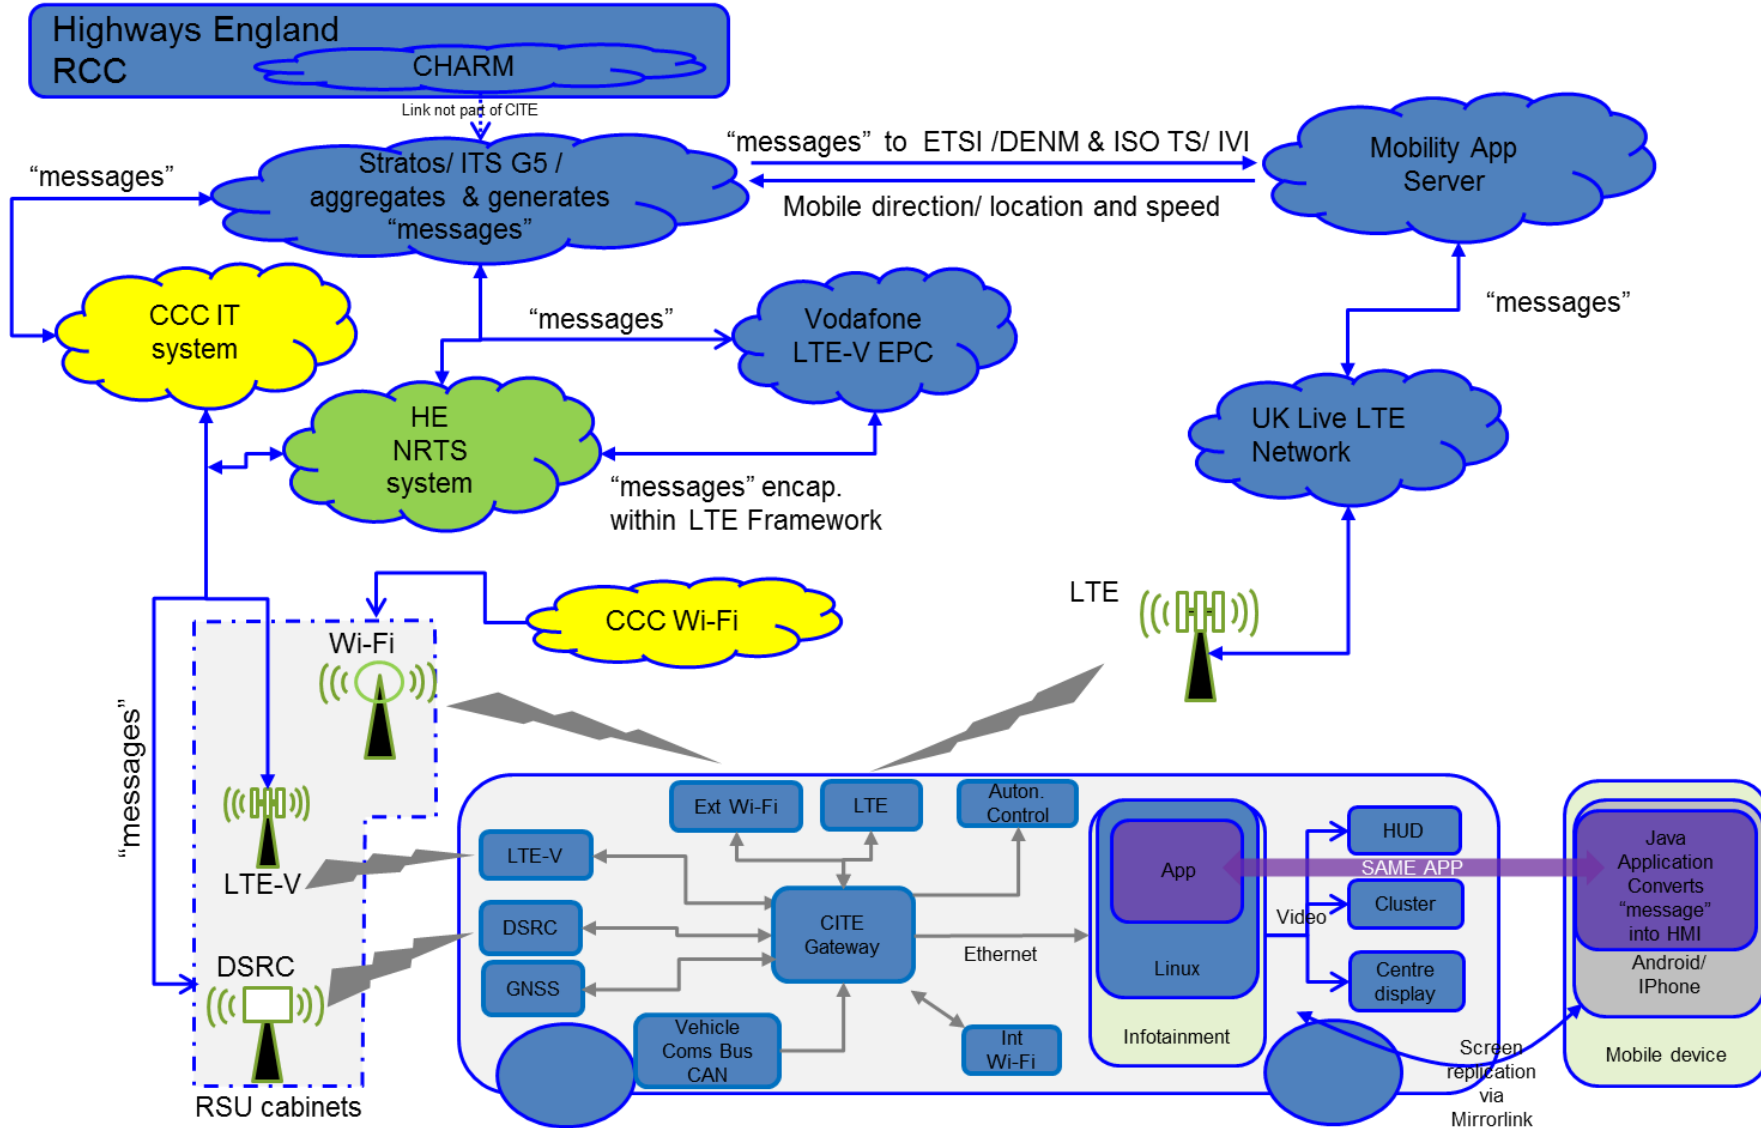 Highways England
RCC
CHARM
Link not part of CITE
Stratos/ ITS G5 /
aggregates & generates
“messages”
“messages” to ETSI /DENM & ISO TS/ IVI
Mobile direction/ location and speed
Mobility App
Server
“messages”
CCC IT
system
“messages”
Vodafone
LTE-V EPC
“messages”
HE
NRTS
system
“messages” encap.
within LTE Framework
UK Live LTE
Network
CCC Wi-Fi
LTE
Wi-Fi
“messages”
LTE-V
DSRC
RSU cabinets
Ext Wi-Fi
LTE
Auton.
Control
LTE-V
DSRC
GNSS
CITE
Gateway
Vehicle
Coms Bus
CAN
Int
Wi-Fi
Ethernet
App
Linux
Infotainment
Video
HUD
SAME APP
Cluster
Centre
display
Java
Application
Converts
“message”
into HMI
Android/
IPhone
Mobile device
Screen
replication
via
Mirrorlink